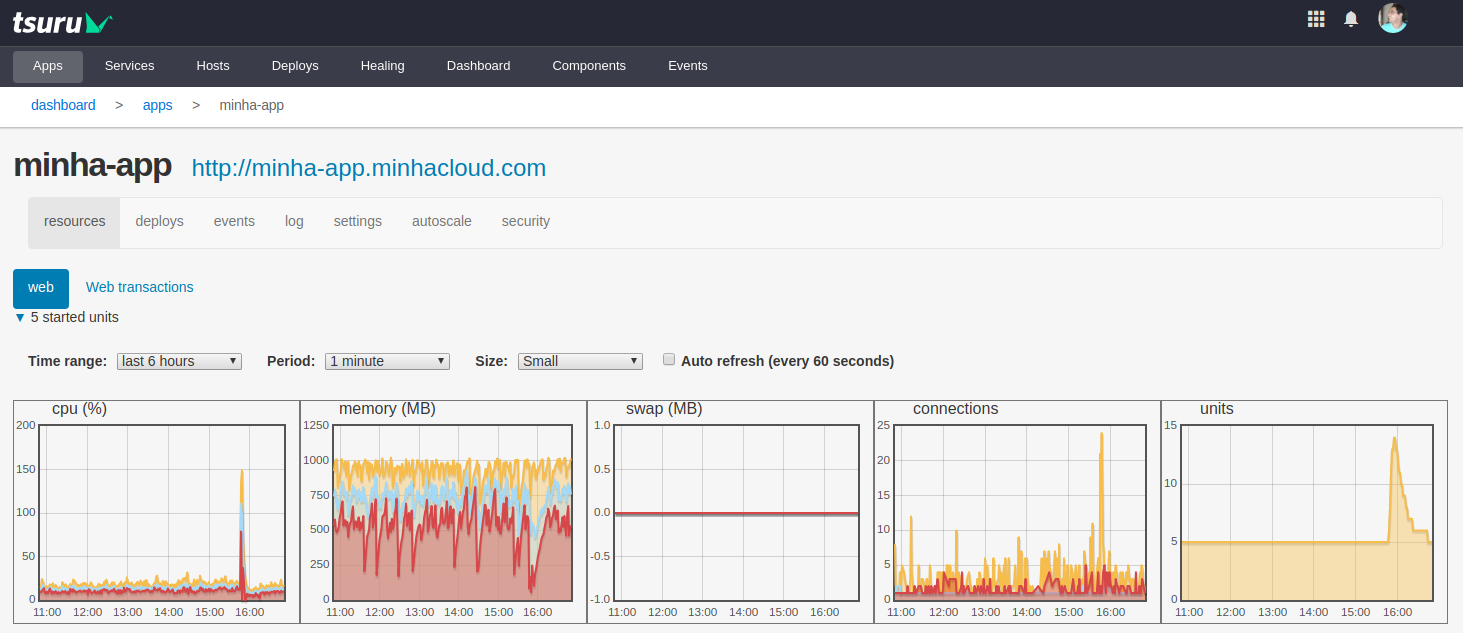 tsuru
Apps Services Hosts Deploys Healing Dashboard Components Events
dashboard > apps > minha-app
minha-app http://minha-app.minhacloud.com
resources deploys events log settings autoscale security
web Web transactions
▼ 5 started units
Time range: last 6 hours ▼ Period: 1 minute ▼ Size: Small ▼ Auto refresh (every 60 seconds)
cpu (%)
200
150
100
50
0
11:00 12:00 13:00 14:00 15:00 16:00
memory (MB)
1250
1000
750
500
250
0
11:00 12:00 13:00 14:00 15:00 16:00
swap (MB)
1.0
0.5
0.0
-0.5
-1.0
11:00 12:00 13:00 14:00 15:00 16:00
connections
25
20
15
10
5
0
11:00 12:00 13:00 14:00 15:00 16:00
units
15
10
5
0
11:00 12:00 13:00 14:00 15:00 16:00